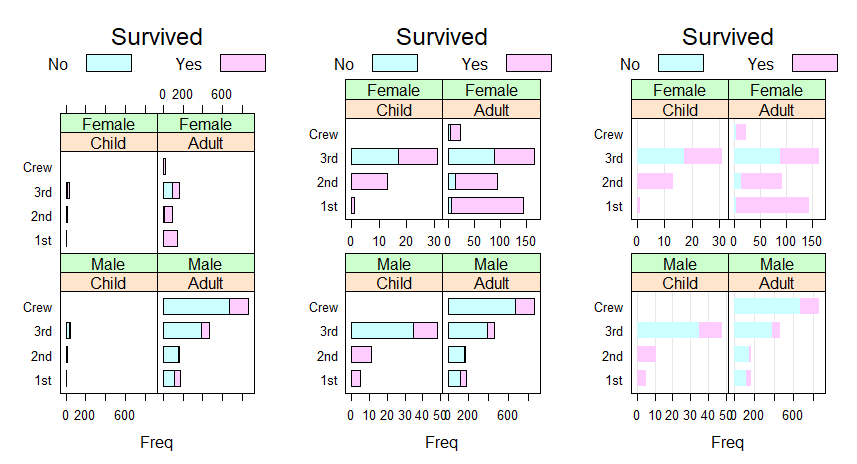 Survived Survived Survived
No Yes No Yes No Yes
0 200 600
Female Female Female Female
Child Adult Child Adult
Female Female
Child Adult
Crew Crew Crew
3rd 3rd 3rd
2nd 2nd 2nd
1st 1st 1st
0 10 20 30 0 50 100 150 0 10 20 30 0 50 100 150
Male Male Male Male Male Male
Child Adult Child Adult Child Adult
Crew Crew Crew
3rd 3rd 3rd
2nd 2nd 2nd
1st 1st 1st
0 200 600 0 200 600 0 10 20 30 40 50 0 200 600 0 10 20 30 40 50 0 200 600
Freq Freq Freq